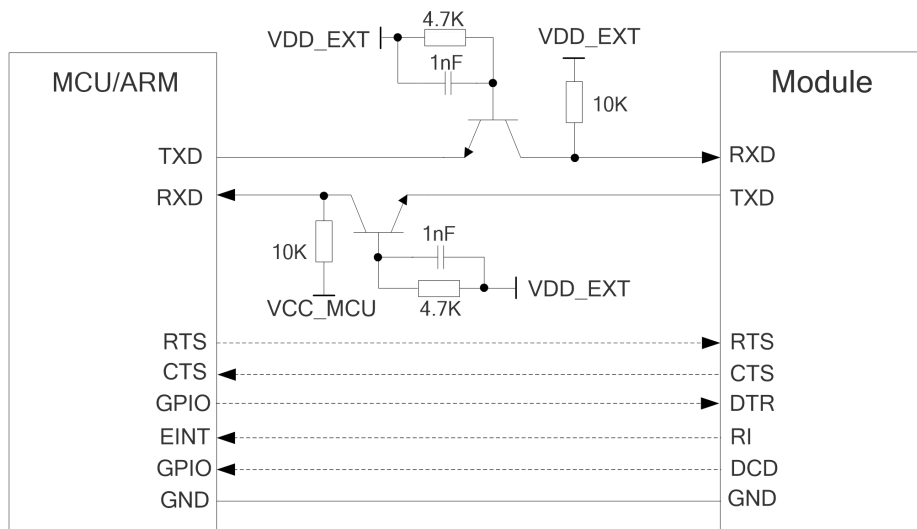 4.7K
VDD_EXT
VDD_EXT
1nF
MCU/ARM
Module
10K
TXD
RXD
RXD
TXD
1nF
10K
VDD_EXT
VCC_MCU
4.7K
RTS
RTS
CTS
CTS
GPIO
DTR
EINT
RI
GPIO
DCD
GND
GND